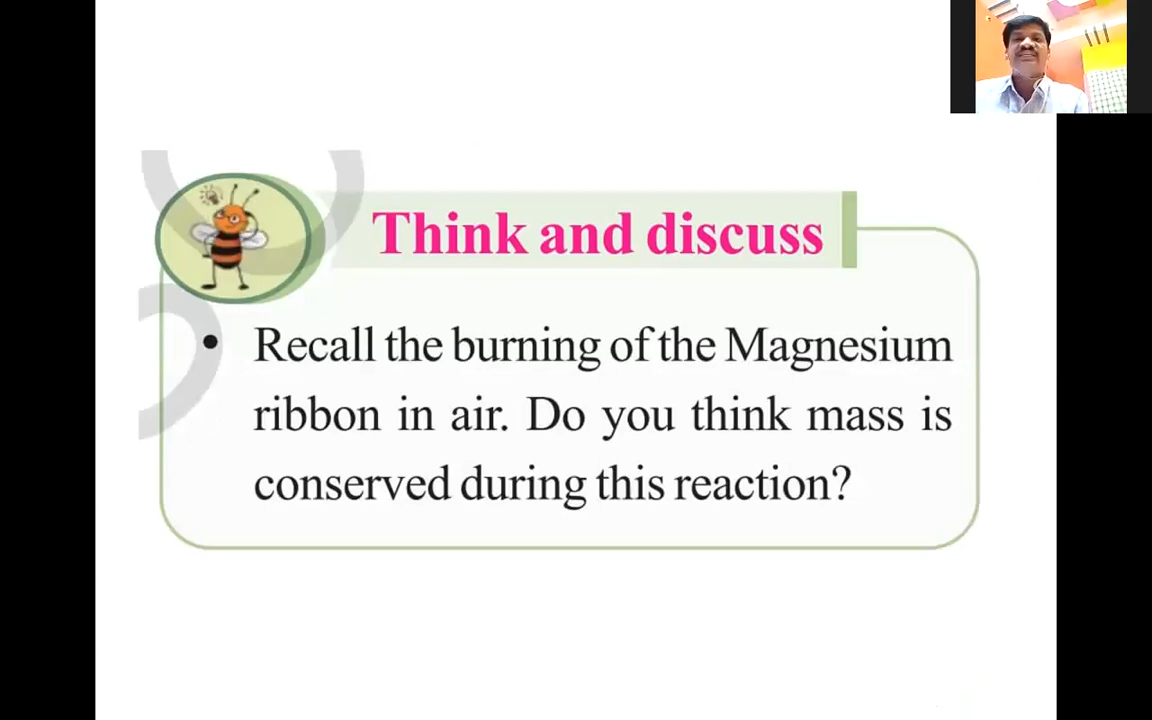 Think and discuss
• Recall the burning of the Magnesium
ribbon in air. Do you think mass is
conserved during this reaction?